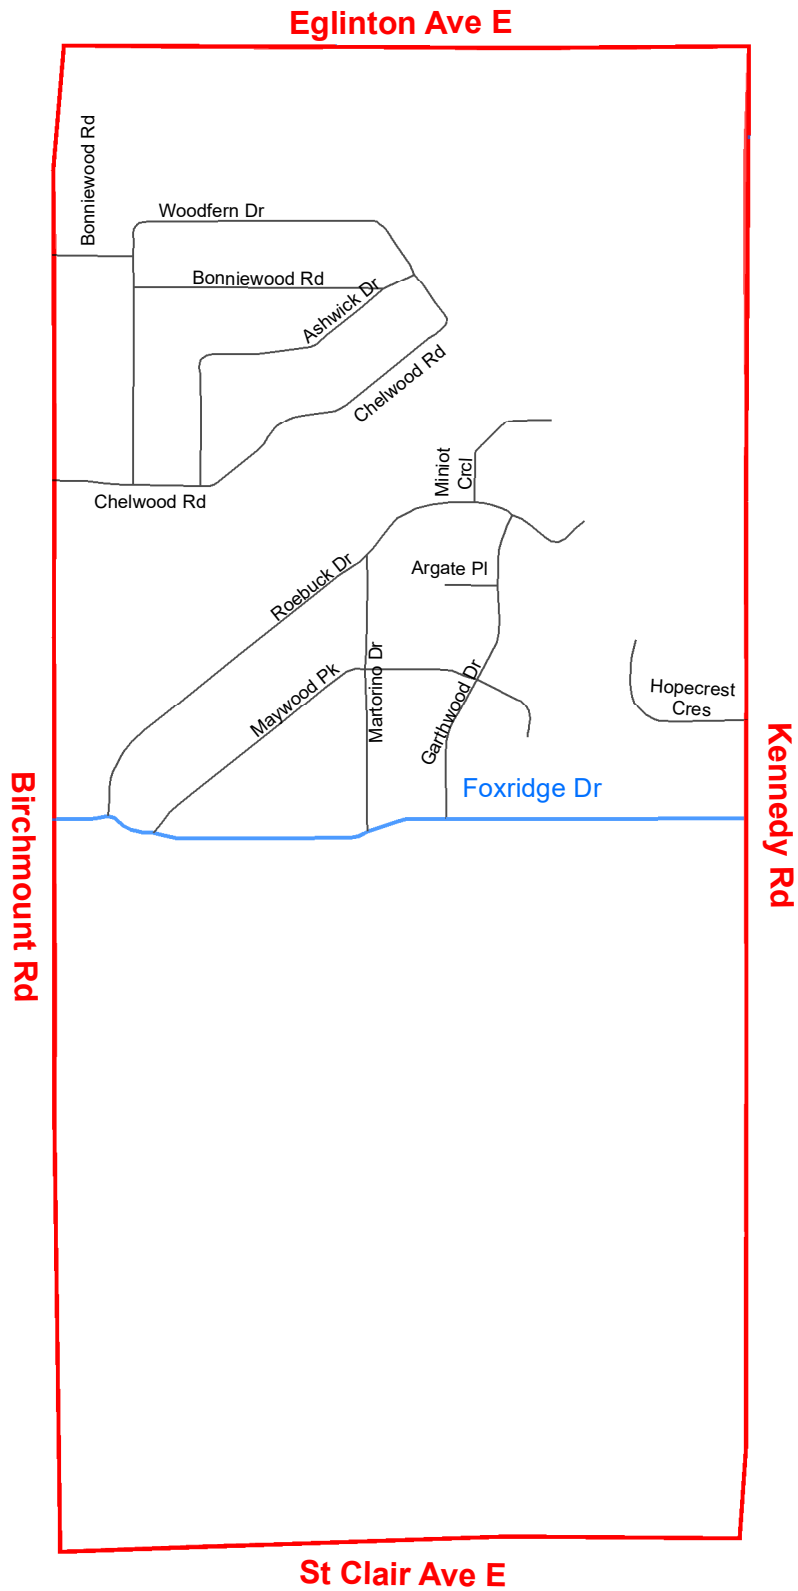 Eglinton Ave E
Bonniewood Rd
Woodfern Dr
Bonniewood Rd
Ashwick Dr
Chelwood Rd
Miniot
Crcl
Chelwood Rd
Roebuck Dr
Argate Pl
Maywood Pk
Mattorino Dr
Garthwood Dr
Hopecrest
Cres
Foxridge Dr
Birchmount Rd
Kennedy Rd
St Clair Ave E